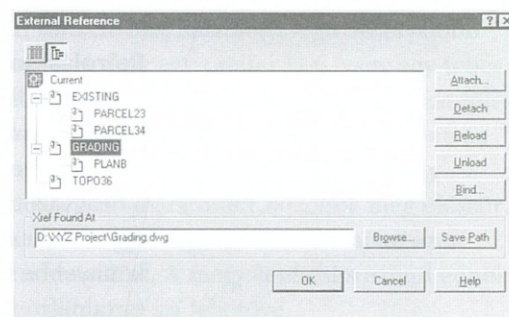 External Reference
Current
EXISTING
PARCEL23
PARCEL34
GRADING
PLANB
TOPO36
Attach...
Detach
Reload
Unload
Bind...
Xref Found At
D:\XYZ Project\Grading.dwg
Browse...
Save Path
OK
Cancel
Help